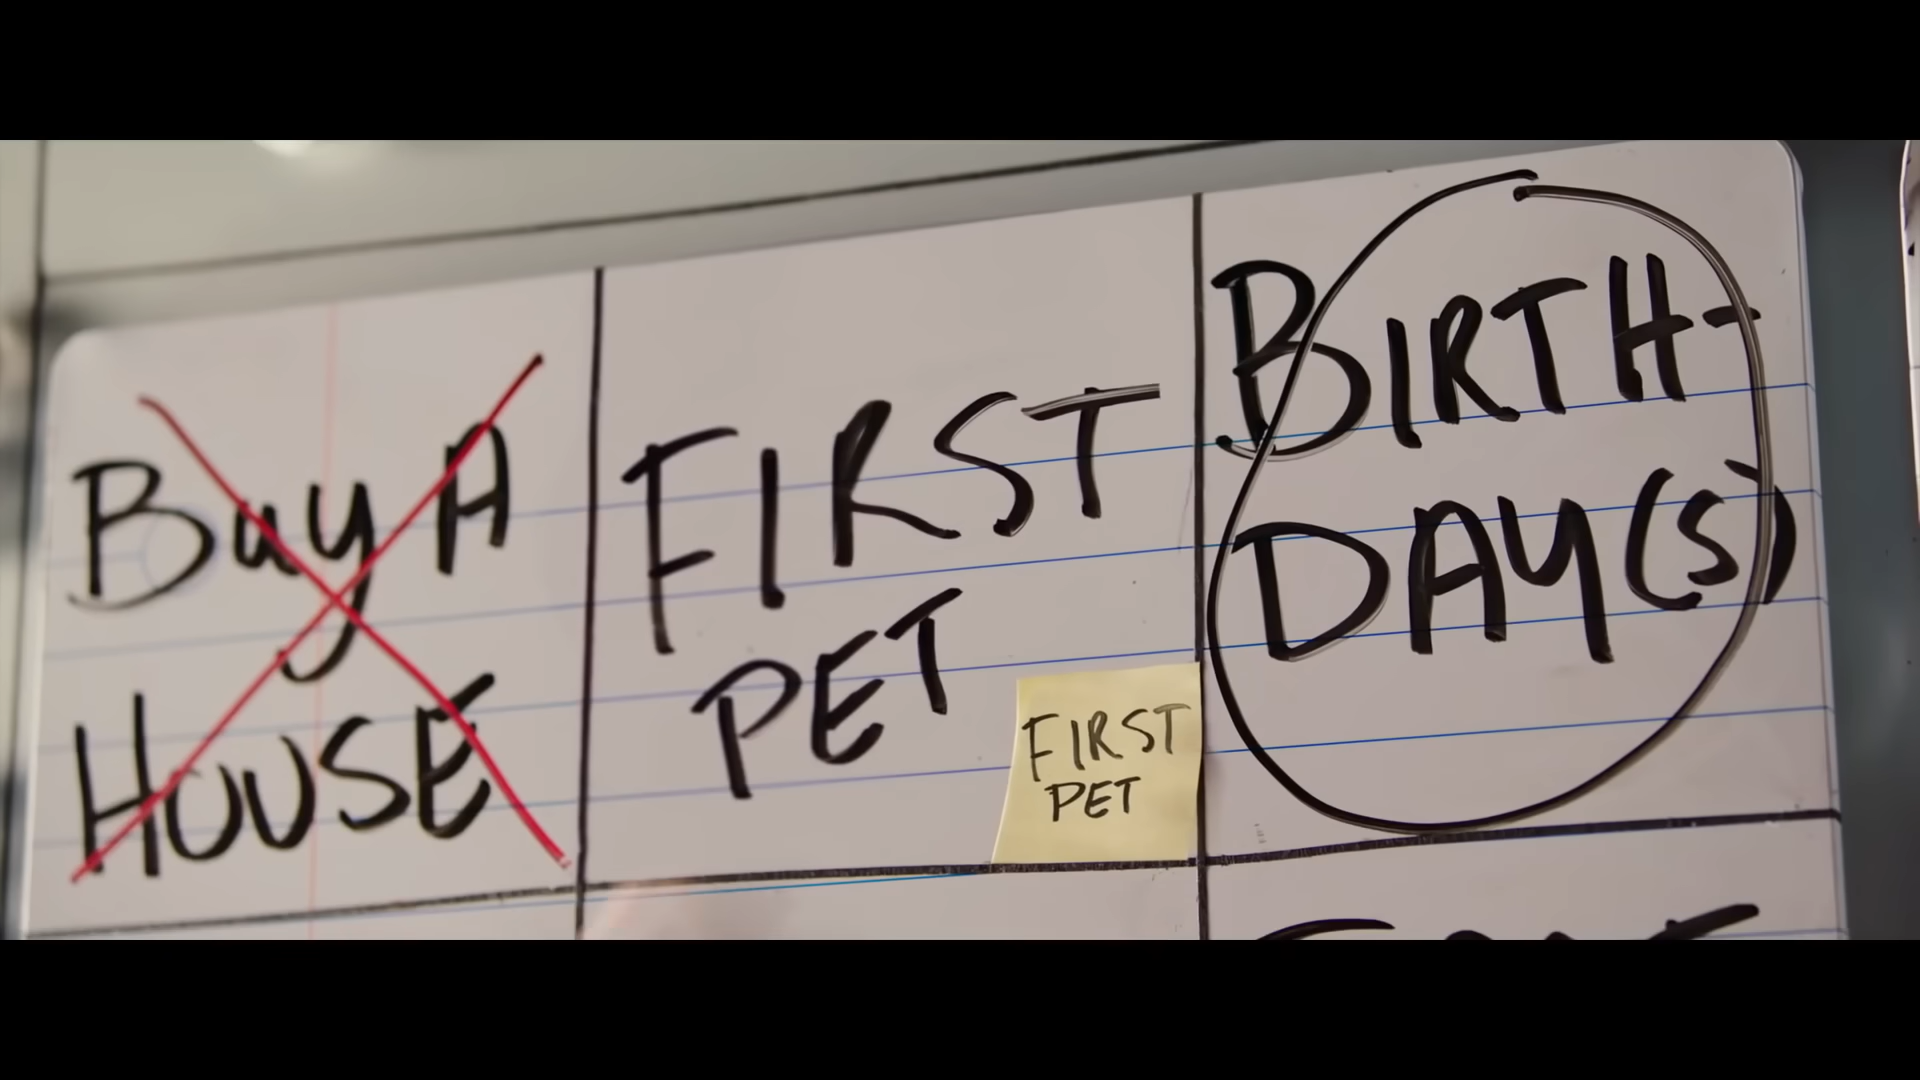 Buy A
HOUSE
FIRST
PET
FIRST
PET
BIRTH-
DAY(S)